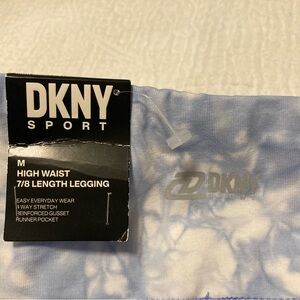 DKNY
SPORT
M
HIGH WAIST
7/8 LENGTH LEGGING
EASY EVERYDAY WEAR
4 WAY STRETCH
REINFORCED GUSSET
RUNNER POCKET
DKNY